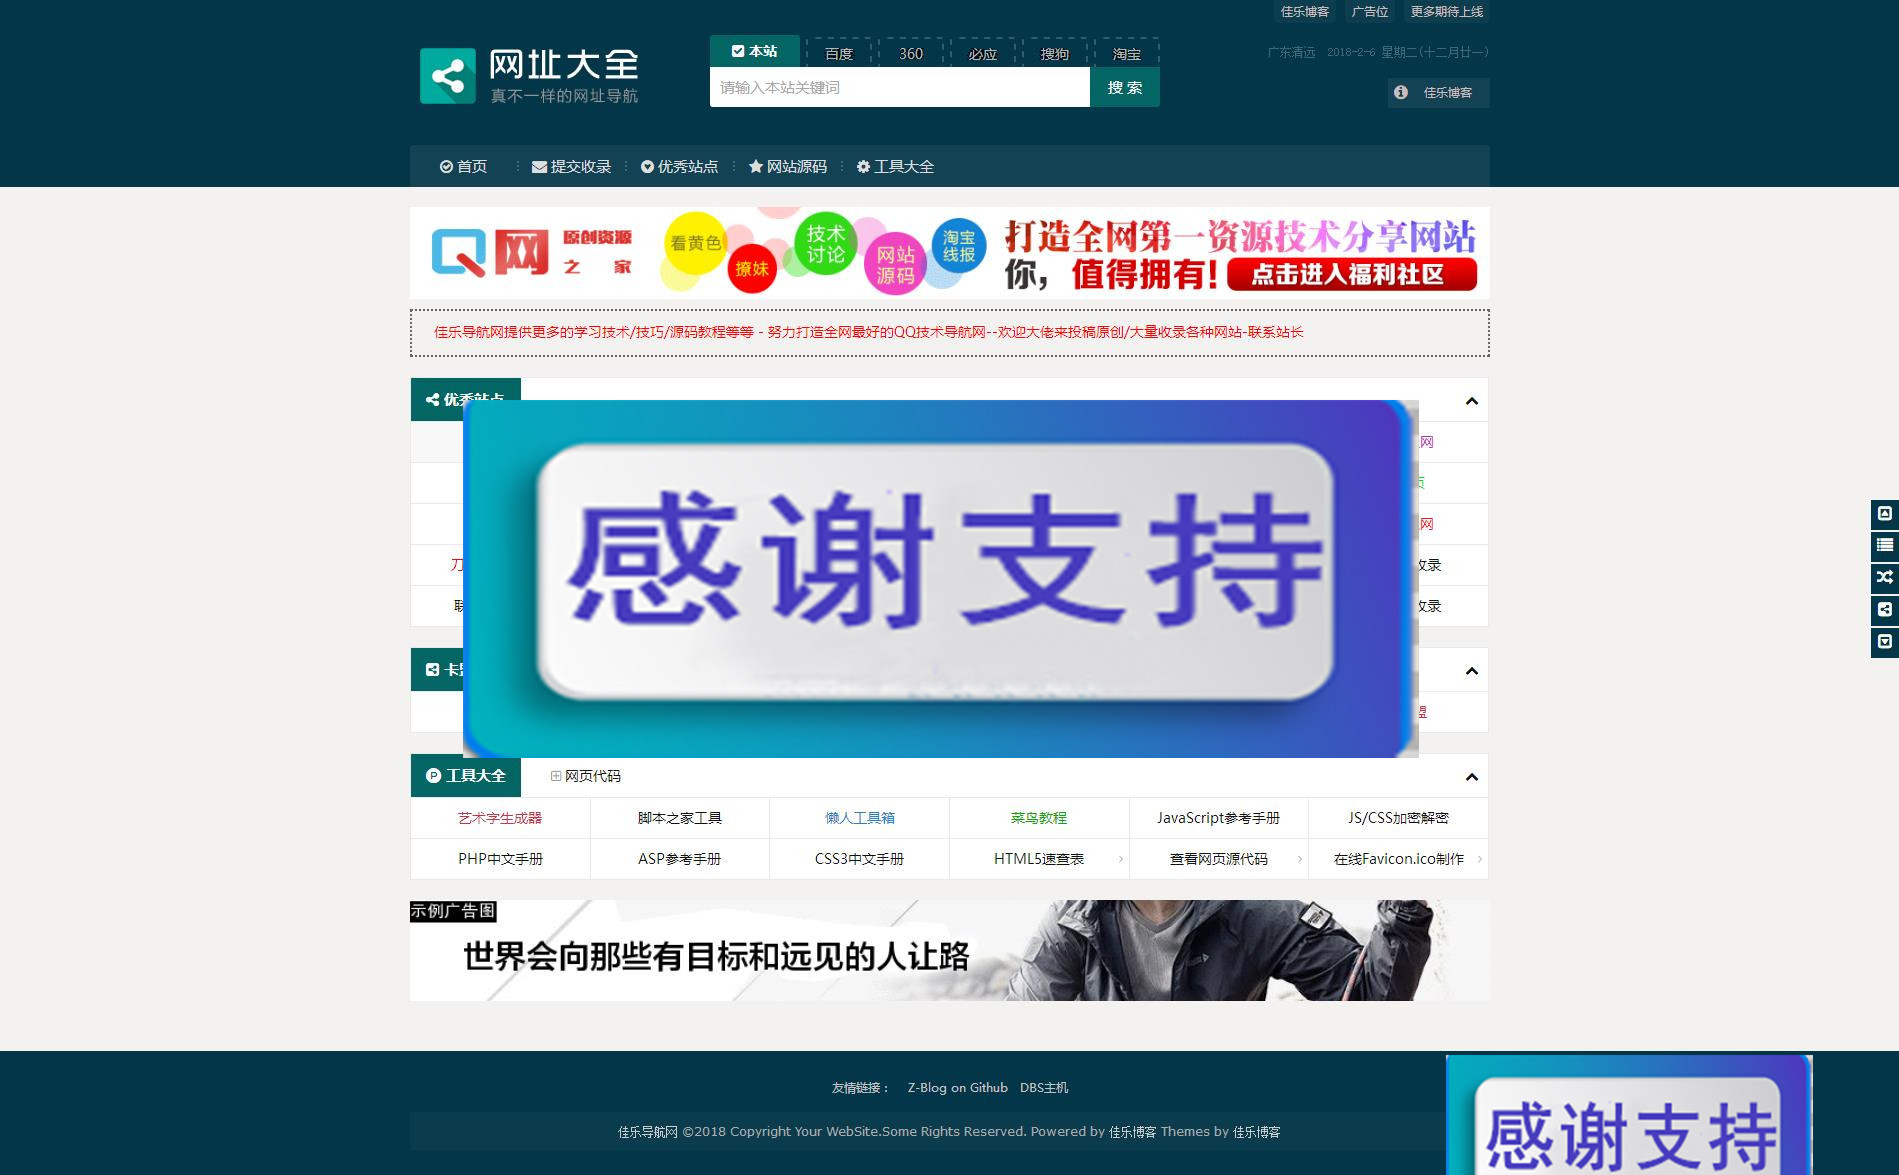 佳乐博客 广告位 更多期待上线
网址大全
真不一样的网址导航
本站 百度 360 必应 搜狗 淘宝
广东清远 2018-2-6 星期二(十二月廿一)
请输入本站关键词 搜 索
佳乐博客
首页 提交收录 优秀站点 网站源码 工具大全
Q网 原创资源
之 家
看黄色 撩妹 技术
讨论 网站
源码 淘宝
线报
打造全网第一资源技术分享网站
你，值得拥有! 点击进入福利社区
佳乐导航网提供更多的学习技术/技巧/源码教程等等 - 努力打造全网最好的QQ技术导航网--欢迎大佬来投稿原创/大量收录各种网站-联系站长
优秀站点
网
页
网
收录
收录
感谢支持
盟
工具大全 网页代码
艺术字生成器 脚本之家工具 懒人工具箱 菜鸟教程 JavaScript参考手册 JS/CSS加密解密
PHP中文手册 ASP参考手册 CSS3中文手册 HTML5速查表 查看网页源代码 在线Favicon.ico制作
示例广告图
世界会向那些有目标和远见的人让路
友情链接： Z-Blog on Github DBS主机
佳乐导航网 ©2018 Copyright Your WebSite.Some Rights Reserved. Powered by 佳乐博客 Themes by 佳乐博客
感谢支持